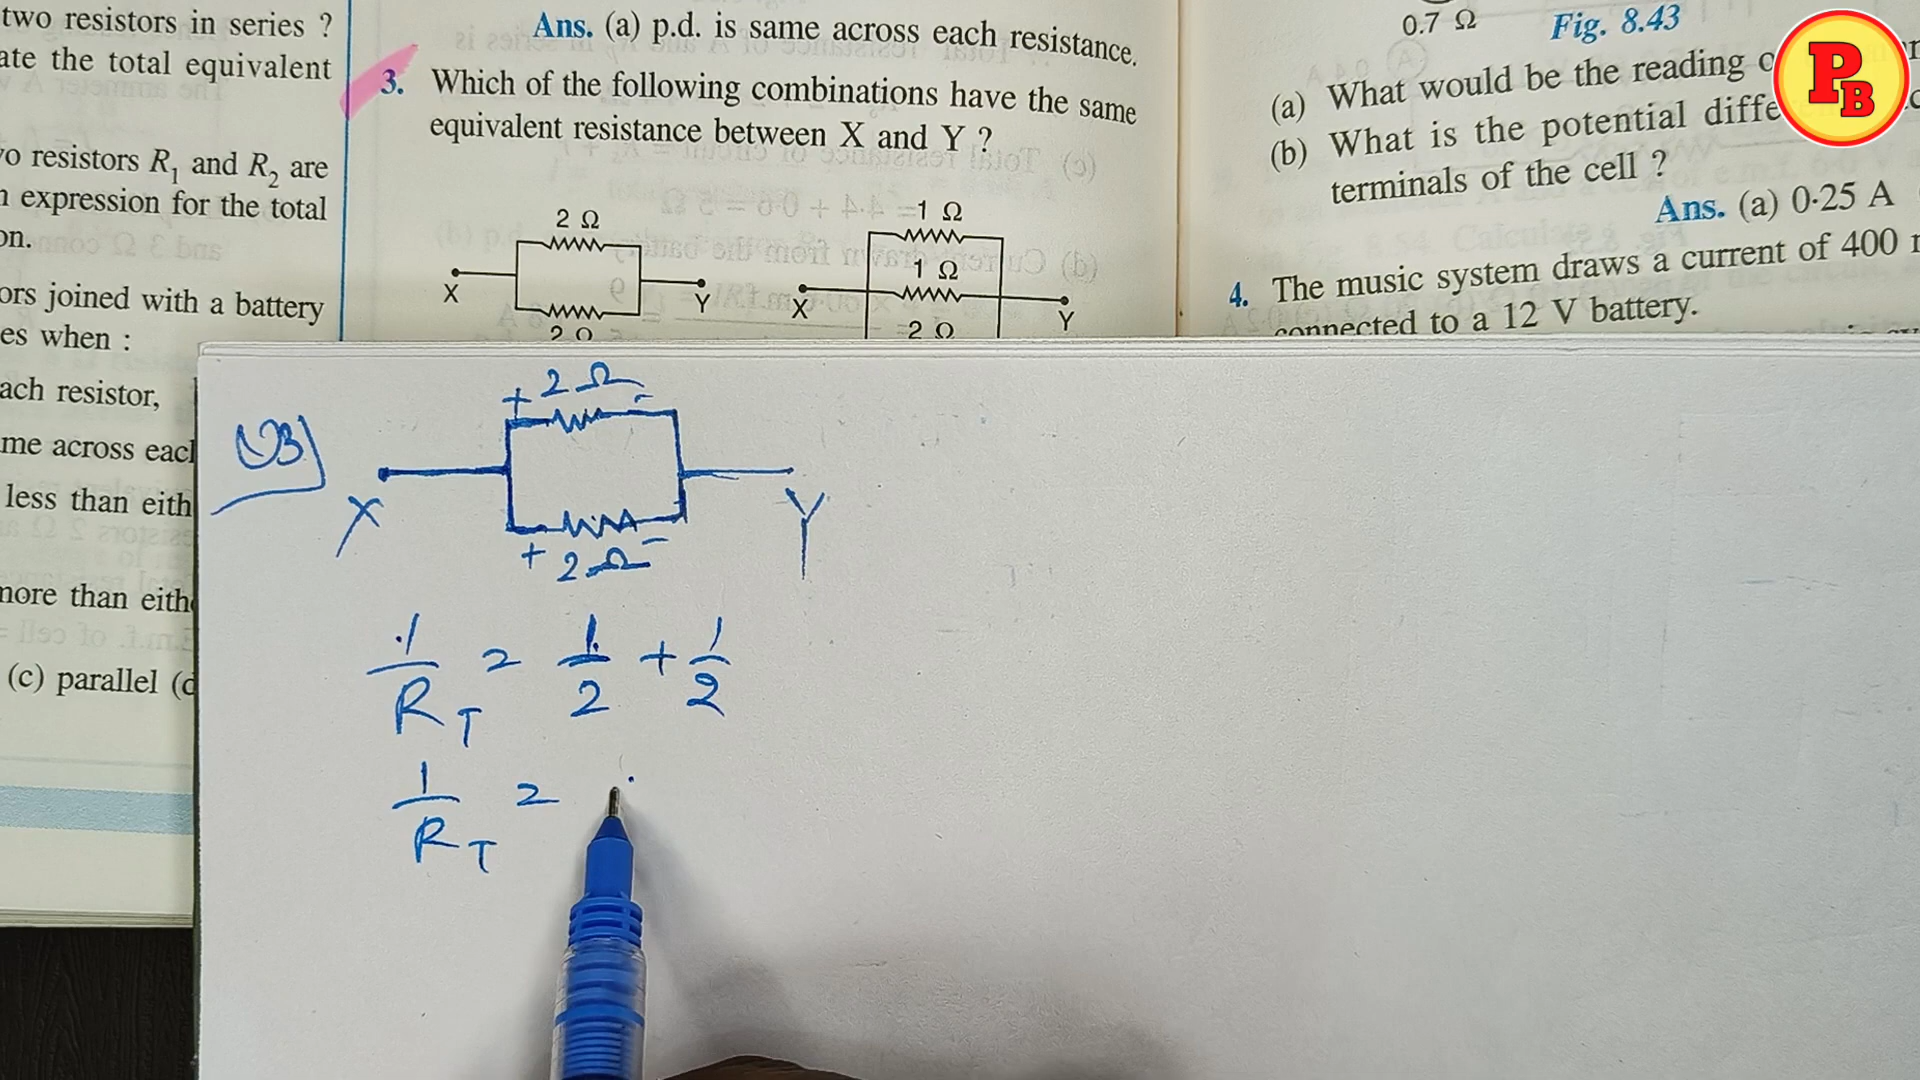 two resistors in series ?
ate the total equivalent
o resistors R1 and R2 are
expression for the total
on.
ors joined with a battery
es when :
ach resistor,
me across each
less than eith
more than eith
(c) parallel (d
Ans. (a) p.d. is same across each resistance.
3. Which of the following combinations have the same
equivalent resistance between X and Y ?
2 Ω
X
Y
2 Ω
1 Ω
1 Ω
X
Y
2 Ω
0.7 Ω
Fig. 8.43
(a) What would be the reading o
(b) What is the potential diffe
terminals of the cell ?
Ans. (a) 0·25 A
4. The music system draws a current of 400
connected to a 12 V battery.
PB
Q3)
+ 2 Ω -
X
Y
+ 2 Ω -
1/RT = 1/2 + 1/2
1/RT =